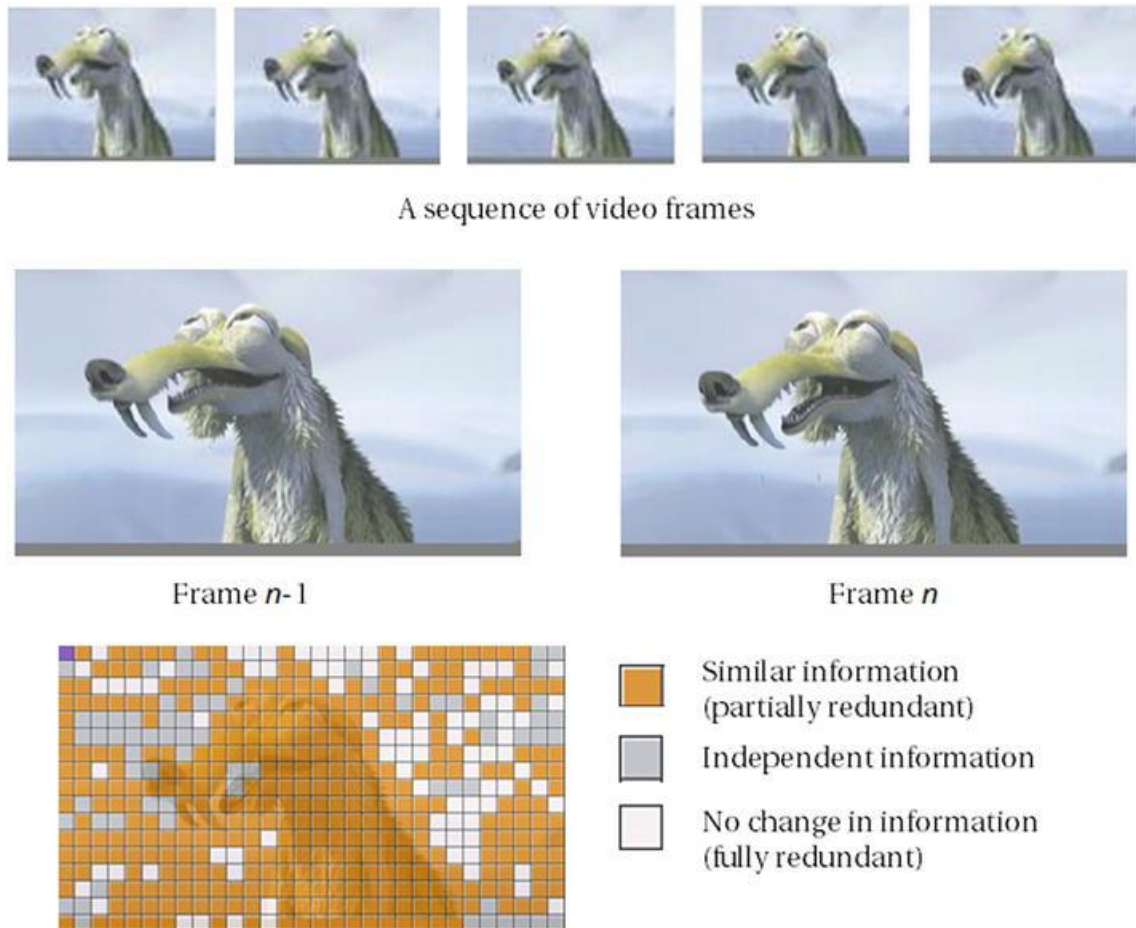 A sequence of video frames
Frame n-1
Frame n
Similar information
(partially redundant)
Independent information
No change in information
(fully redundant)